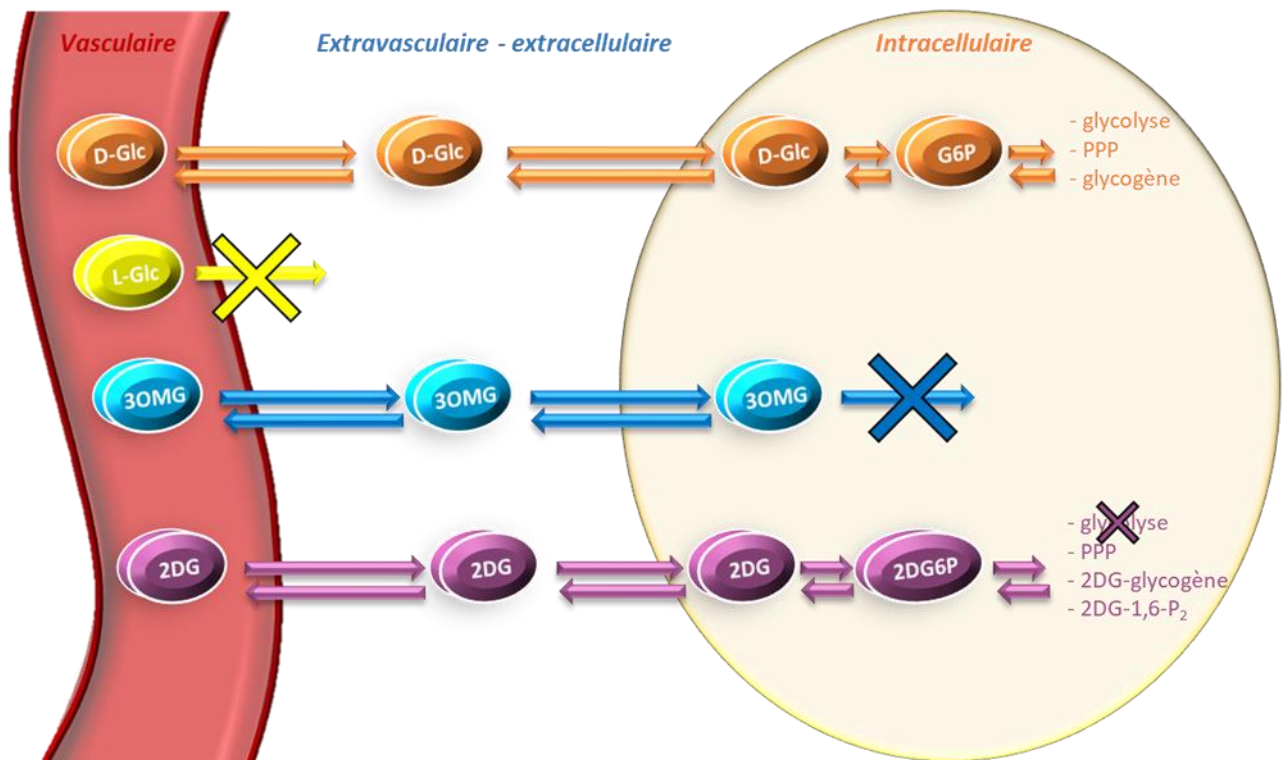 Vasculaire
Extravasculaire - extracellulaire
Intracellulaire
D-Glc
D-Glc
D-Glc
G6P
- glycolyse
- PPP
- glycogène
L-Glc
3OMG
3OMG
3OMG
2DG
2DG
2DG
2DG6P
- glycolyse
- PPP
- 2DG-glycogène
- 2DG-1,6-P₂